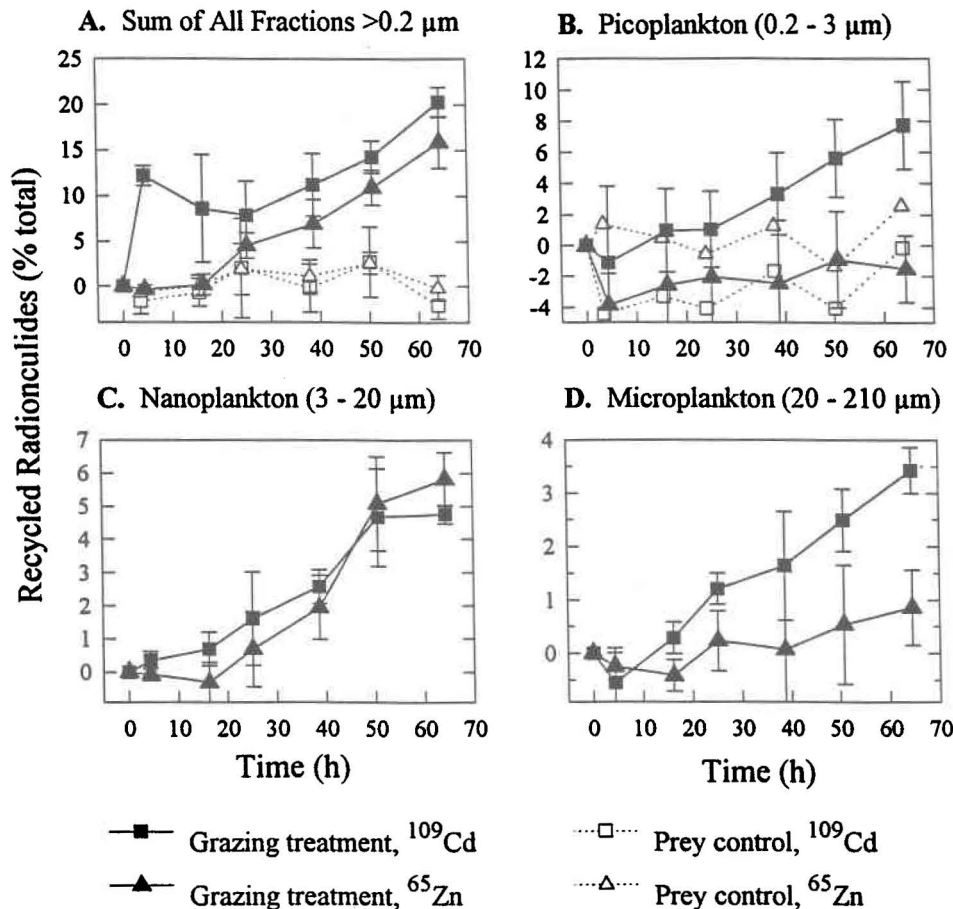 A. Sum of All Fractions >0.2 µm
B. Picoplankton (0.2 - 3 µm)
25
20
15
10
5
0
0 10 20 30 40 50 60 70
12
10
8
6
4
2
0
-2
-4
0 10 20 30 40 50 60 70
C. Nanoplankton (3 - 20 µm)
D. Microplankton (20 - 210 µm)
7
6
5
4
3
2
1
0
0 10 20 30 40 50 60 70
Time (h)
4
3
2
1
0
0 10 20 30 40 50 60 70
Time (h)
Recycled Radionculides (% total)
Grazing treatment, ¹⁰⁹Cd
Prey control, ¹⁰⁹Cd
Grazing treatment, ⁶⁵Zn
Prey control, ⁶⁵Zn